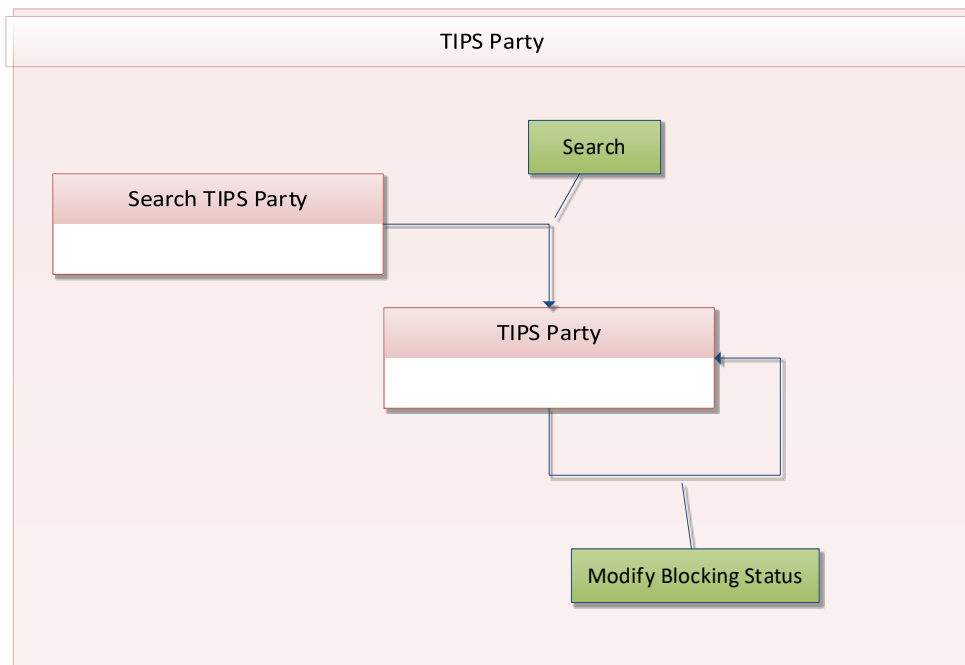 TIPS Party
Search
Search TIPS Party
TIPS Party
Modify Blocking Status